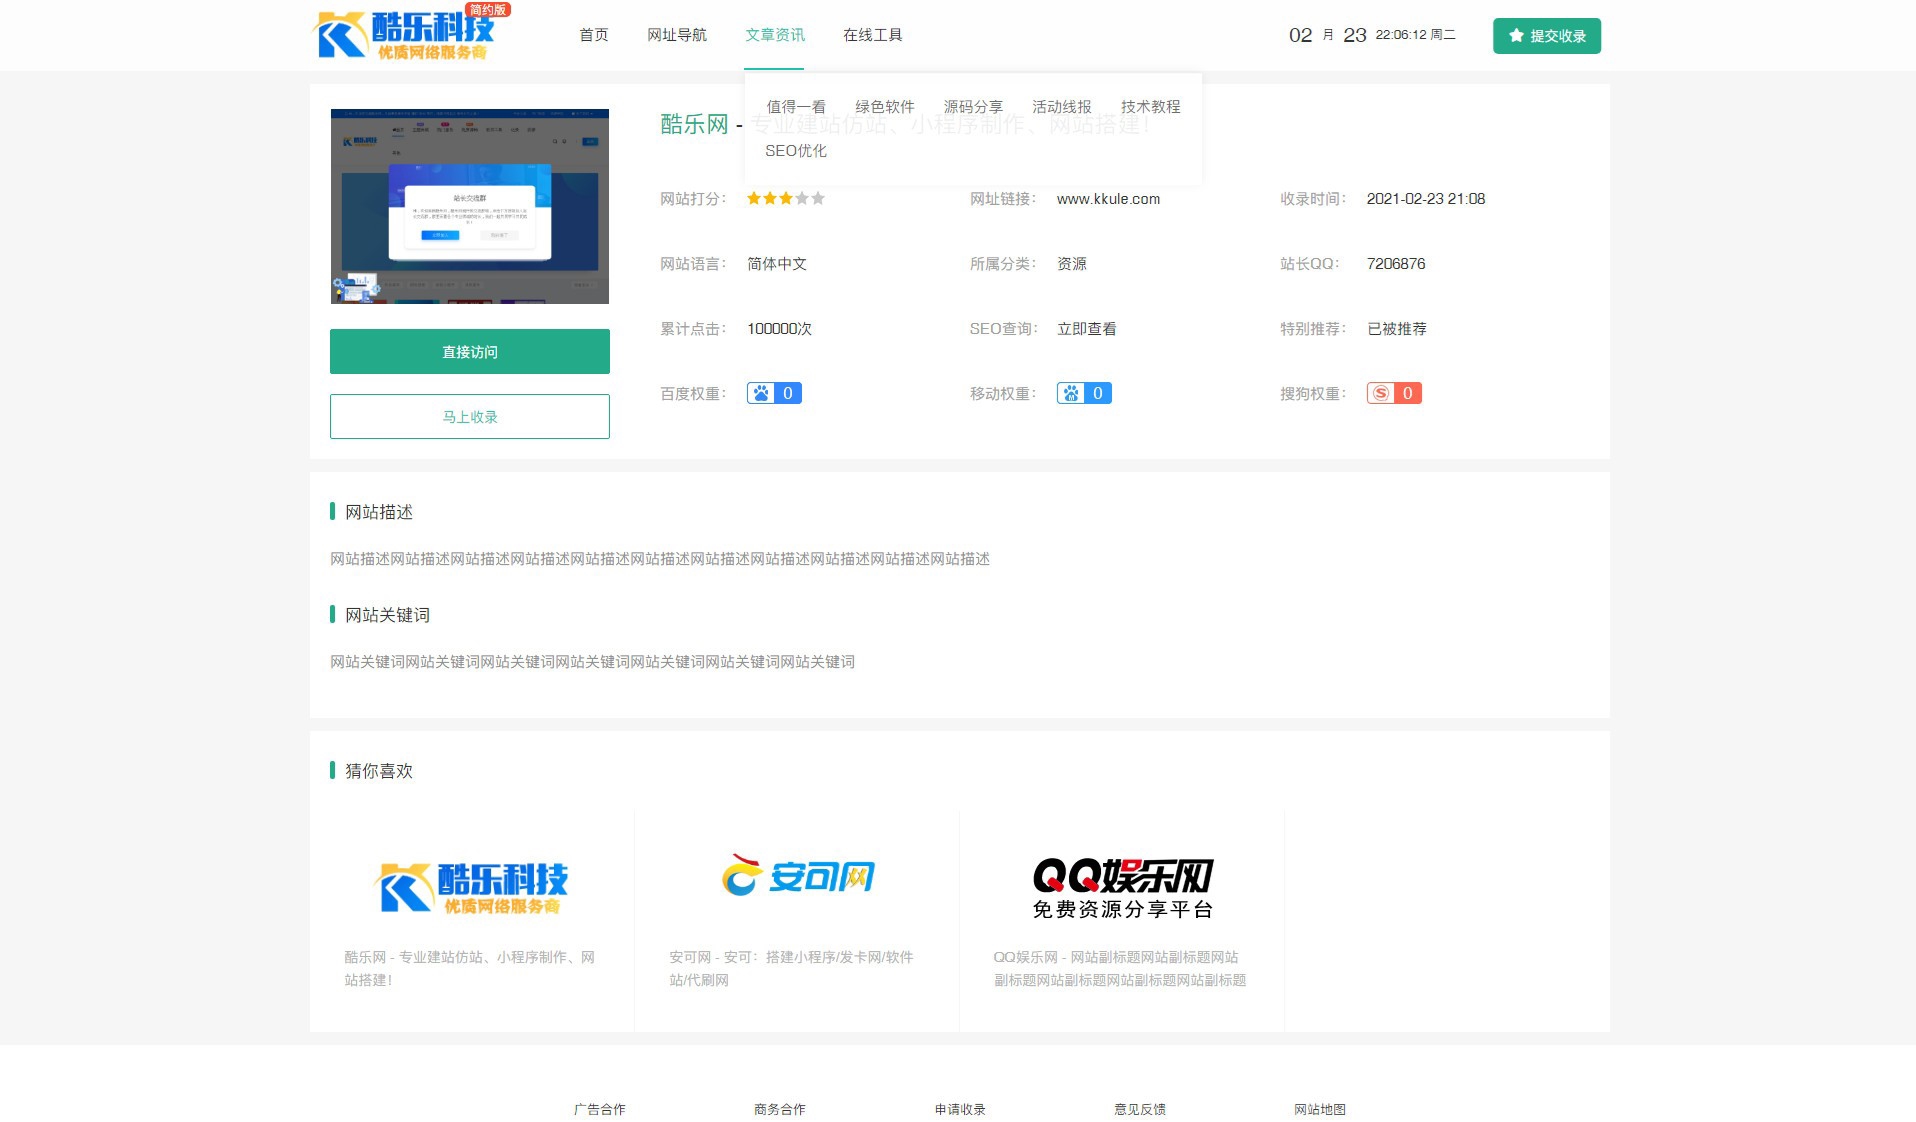 酷乐科技
简约版
优质网络服务商
首页 网址导航 文章资讯 在线工具
02 月 23 22:06:12 周二
提交收录
值得一看 绿色软件 源码分享 活动线报 技术教程
SEO优化
酷乐网 - 专业建站仿站、小程序制作、网站搭建!
站长交流群
网站打分: 网址链接: www.kkule.com 收录时间: 2021-02-23 21:08
网站语言: 简体中文 所属分类: 资源 站长QQ: 7206876
累计点击: 100000次 SEO查询: 立即查看 特别推荐: 已被推荐
百度权重: 0 移动权重: 0 搜狗权重: 0
直接访问
马上收录
网站描述
网站描述网站描述网站描述网站描述网站描述网站描述网站描述网站描述网站描述网站描述网站描述
网站关键词
网站关键词网站关键词网站关键词网站关键词网站关键词网站关键词网站关键词
猜你喜欢
酷乐科技
优质网络服务商
酷乐网 - 专业建站仿站、小程序制作、网
站搭建!
安可网
安可网 - 安可：搭建小程序/发卡网/软件
站/代刷网
QQ娱乐网
免费资源分享平台
QQ娱乐网 - 网站副标题网站副标题网站
副标题网站副标题网站副标题网站副标题
广告合作 商务合作 申请收录 意见反馈 网站地图